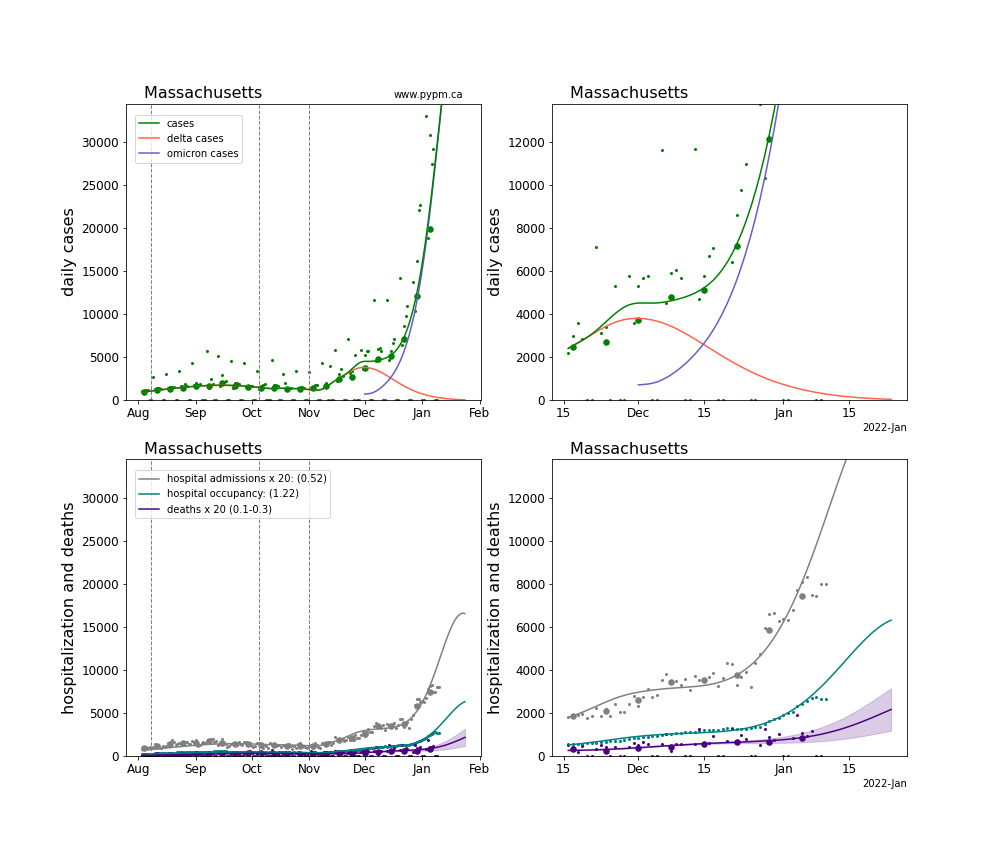 Massachusetts
www.pypm.ca
daily cases
30000
25000
20000
15000
10000
5000
0
cases
delta cases
omicron cases
Aug Sep Oct Nov Dec Jan Feb
Massachusetts
daily cases
12000
10000
8000
6000
4000
2000
0
15 Dec 15 Jan 15
2022-Jan
Massachusetts
hospitalization and deaths
30000
25000
20000
15000
10000
5000
0
hospital admissions x 20: (0.52)
hospital occupancy: (1.22)
deaths x 20 (0.1-0.3)
Aug Sep Oct Nov Dec Jan Feb
Massachusetts
hospitalization and deaths
12000
10000
8000
6000
4000
2000
0
15 Dec 15 Jan 15
2022-Jan